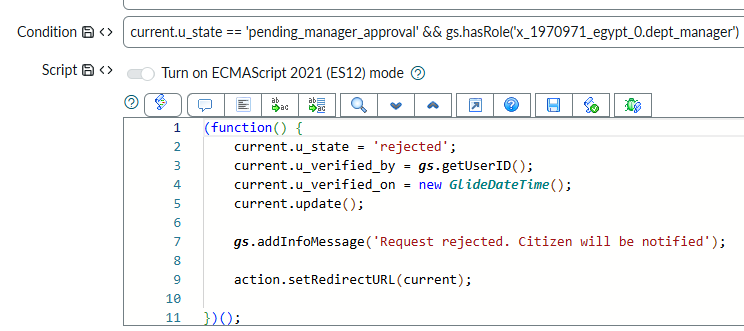 Condition
current.u_state == 'pending_manager_approval' && gs.hasRole('x_1970971_egypt_0.dept_manager')
Script
Turn on ECMAScript 2021 (ES12) mode
1 (function() {
2     current.u_state = 'rejected';
3     current.u_verified_by = gs.getUserID();
4     current.u_verified_on = new GlideDateTime();
5     current.update();
6
7     gs.addInfoMessage('Request rejected. Citizen will be notified');
8
9     action.setRedirectURL(current);
10
11 })();